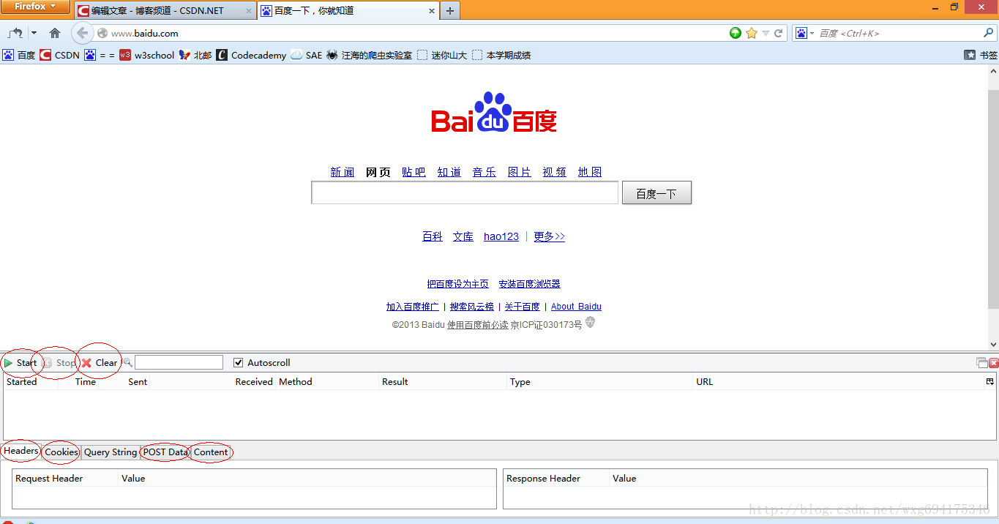 Firefox
编辑文章 - 博客频道 - CSDN.NET
百度一下，你就知道
www.baidu.com
百度 <Ctrl+K>
百度 CSDN = = w3 w3school 北邮 Codecademy SAE 汪海的爬虫实验室 迷你山大 本学期成绩 书签
Bai du 百度
新 闻 网 页 贴 吧 知 道 音 乐 图 片 视 频 地 图
百度一下
百科 文库 hao123 | 更多>>
把百度设为主页 安装百度浏览器
加入百度推广 | 搜索风云榜 | 关于百度 | About Baidu
©2013 Baidu 使用百度前必读 京ICP证030173号
Start Stop Clear Autoscroll
Started Time Sent Received Method Result Type URL
Headers Cookies Query String POST Data Content
Request Header Value Response Header Value
http://blog.csdn.net/wxg694175346